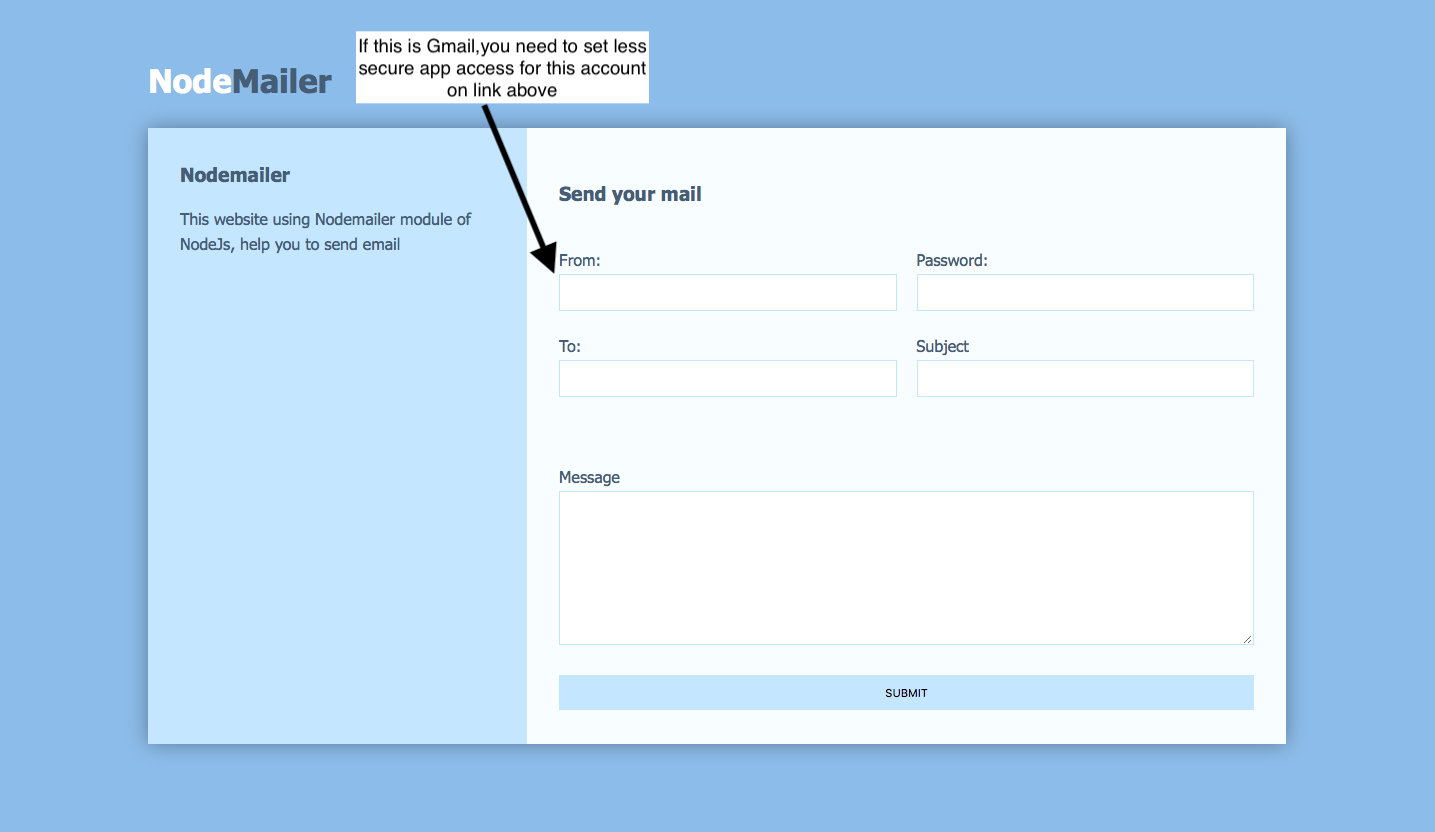 If this is Gmail,you need to set less
secure app access for this account
on link above
NodeMailer
Nodemailer
This website using Nodemailer module of
NodeJs, help you to send email
Send your mail
From:
Password:
To:
Subject
Message
SUBMIT